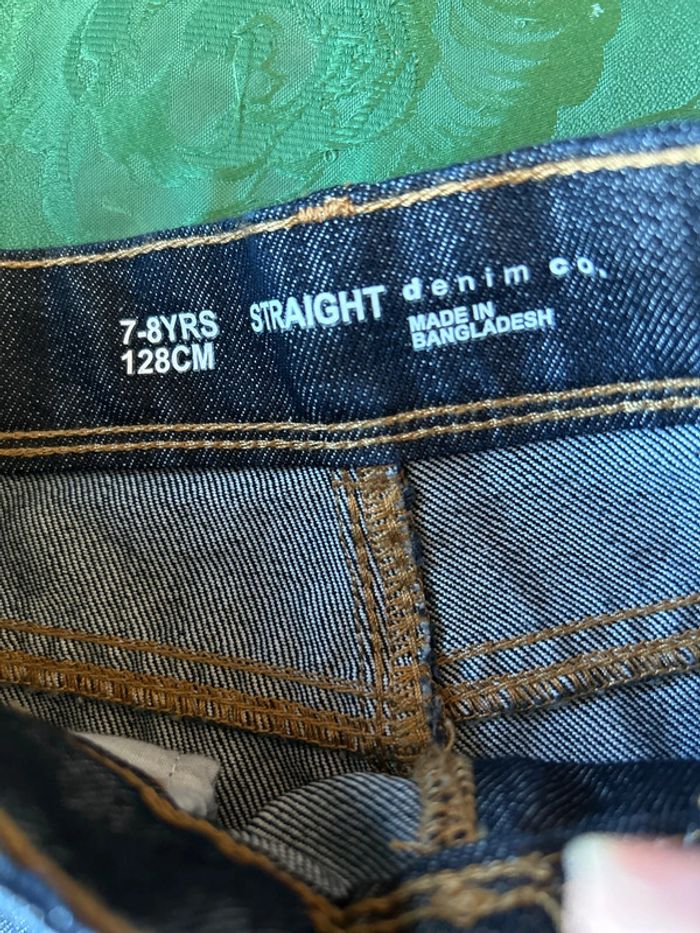 7-8YRS
128CM
STRAIGHT denim co.
MADE IN
BANGLADESH